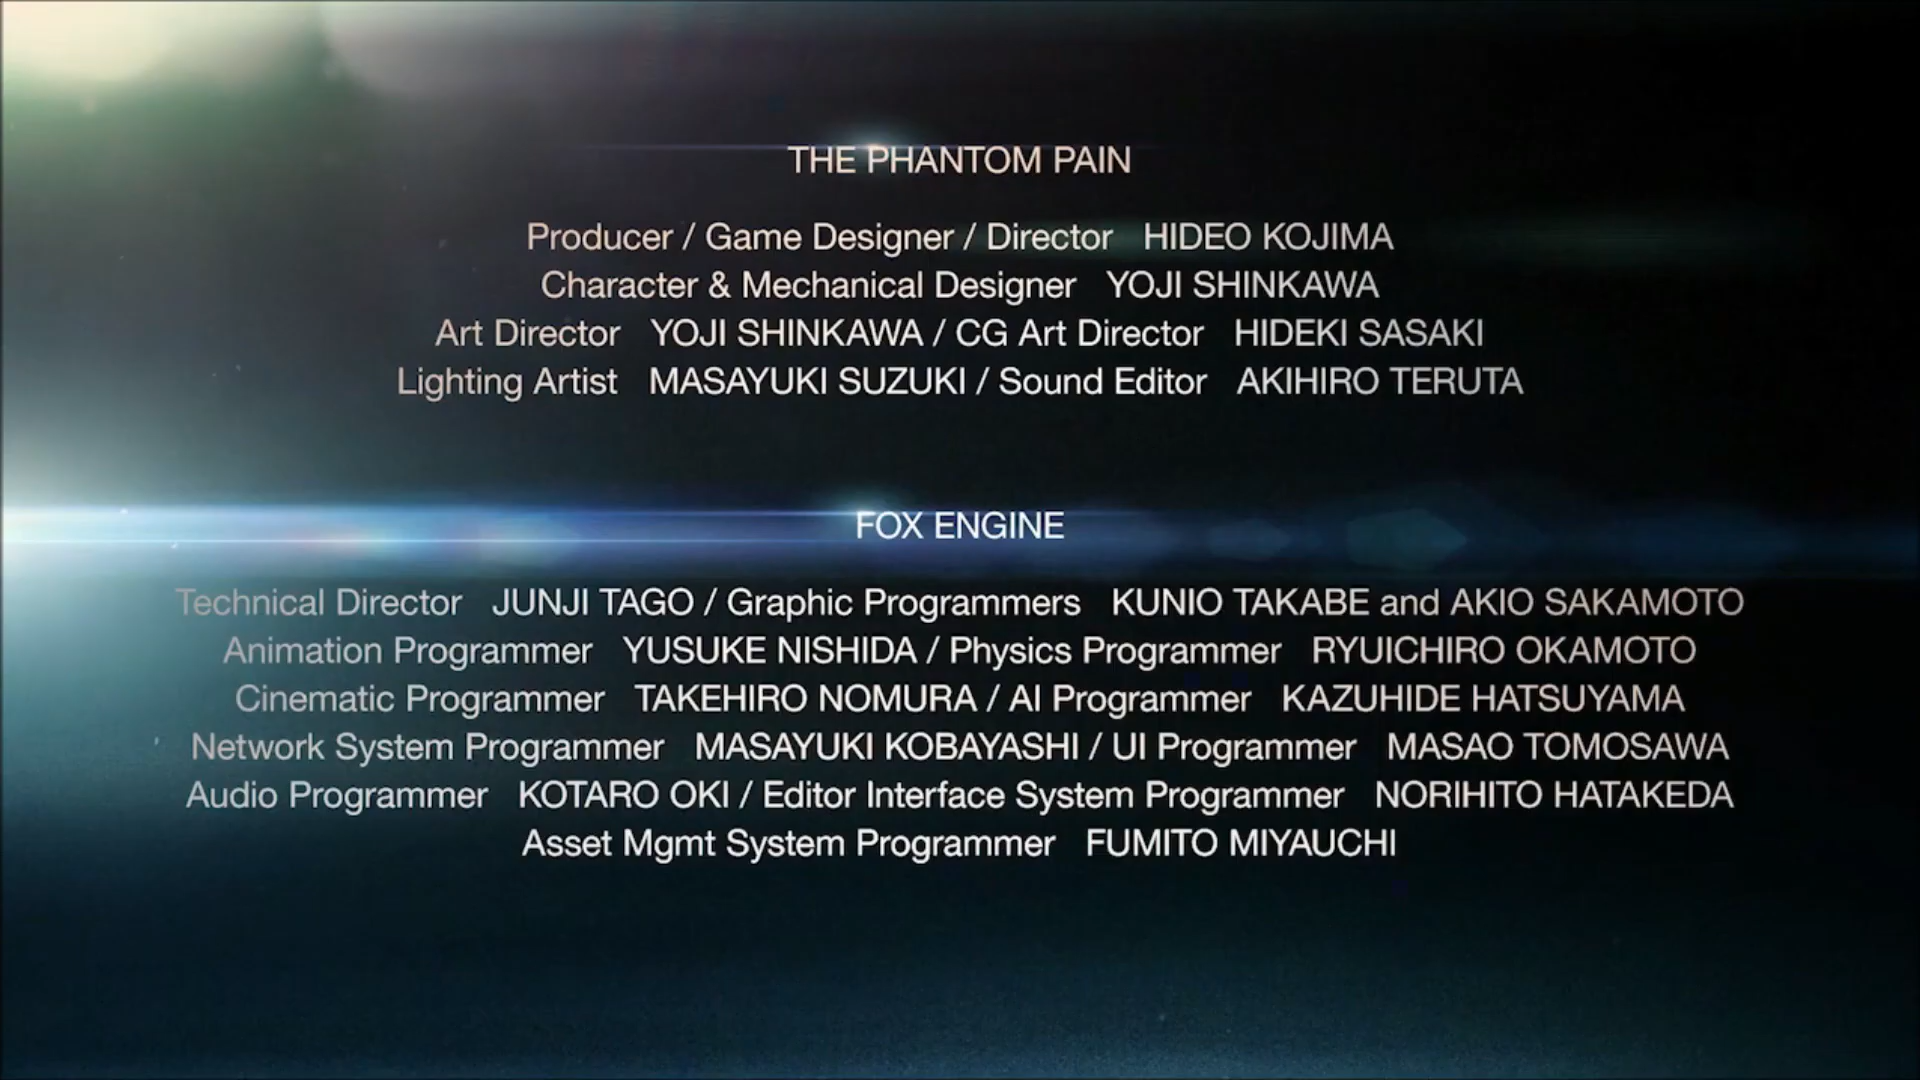 THE PHANTOM PAIN
Producer / Game Designer / Director HIDEO KOJIMA
Character & Mechanical Designer YOJI SHINKAWA
Art Director YOJI SHINKAWA / CG Art Director HIDEKI SASAKI
Lighting Artist MASAYUKI SUZUKI / Sound Editor AKIHIRO TERUTA
FOX ENGINE
Technical Director JUNJI TAGO / Graphic Programmers KUNIO TAKABE and AKIO SAKAMOTO
Animation Programmer YUSUKE NISHIDA / Physics Programmer RYUICHIRO OKAMOTO
Cinematic Programmer TAKEHIRO NOMURA / AI Programmer KAZUHIDE HATSUYAMA
Network System Programmer MASAYUKI KOBAYASHI / UI Programmer MASAO TOMOSAWA
Audio Programmer KOTARO OKI / Editor Interface System Programmer NORIHITO HATAKEDA
Asset Mgmt System Programmer FUMITO MIYAUCHI